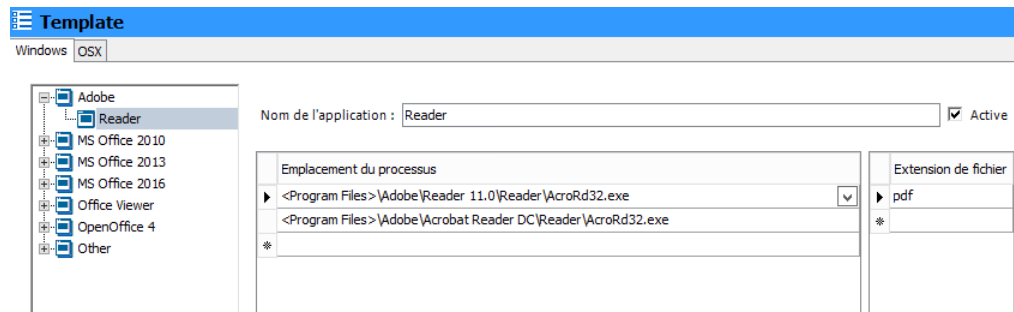 Template
Windows OSX
Adobe
Reader
MS Office 2010
MS Office 2013
MS Office 2016
Office Viewer
OpenOffice 4
Other
Nom de l'application : Reader Active
Emplacement du processus
<Program Files>\Adobe\Reader 11.0\Reader\AcroRd32.exe
<Program Files>\Adobe\Acrobat Reader DC\Reader\AcroRd32.exe
Extension de fichier
pdf